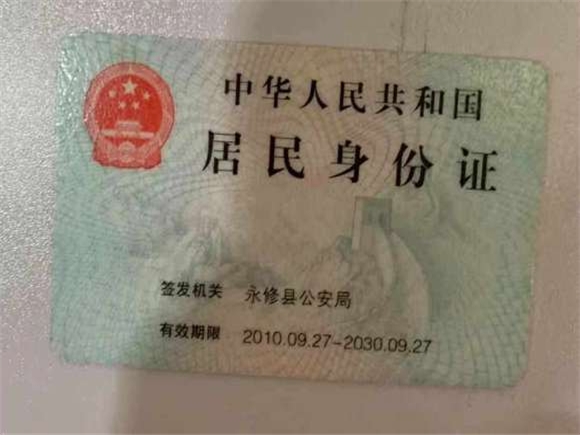 中华人民共和国
居民身份证
签发机关 永修县公安局
有效期限 2010.09.27-2030.09.27